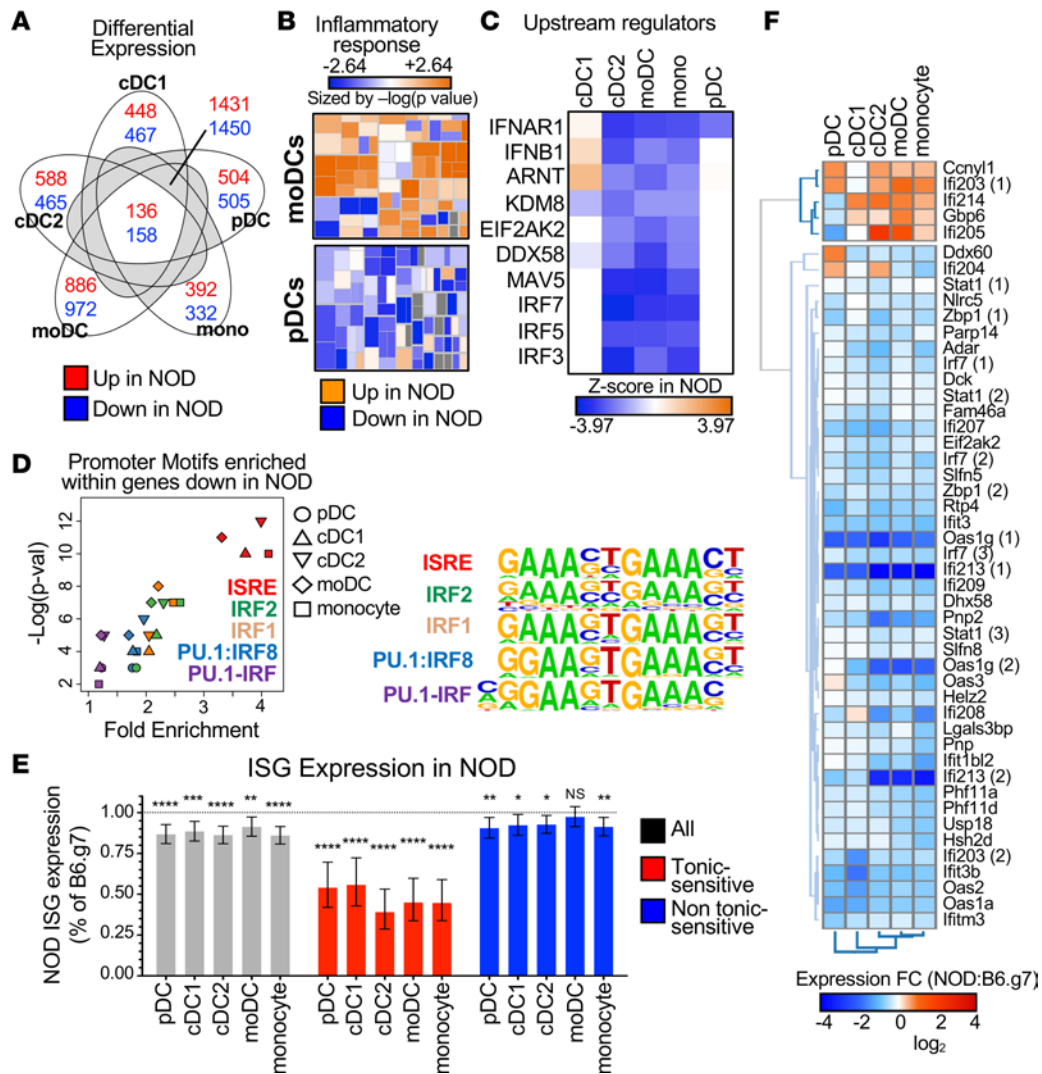 A
Differential
Expression
cDC1
448
467
1431
1450
588
465
cDC2
504
505
pDC
136
158
886
972
moDC
392
332
mono
Up in NOD
Down in NOD
B
Inflammatory
response
-2.64 +2.64
Sized by –log(p value)
moDCs
pDCs
Up in NOD
Down in NOD
C
Upstream regulators
cDC1
cDC2
moDC
mono
pDC
IFNAR1
IFNB1
ARNT
KDM8
EIF2AK2
DDX58
MAV5
IRF7
IRF5
IRF3
Z-score in NOD
-3.97 3.97
D
Promoter Motifs enriched
within genes down in NOD
-Log(p-val)
12
10
8
6
4
2
1 2 3 4
Fold Enrichment
pDC
cDC1
cDC2
moDC
monocyte
ISRE
IRF2
IRF1
PU.1:IRF8
PU.1-IRF
ISRE
IRF2
IRF1
PU.1:IRF8
PU.1-IRF
E
ISG Expression in NOD
NOD ISG expression
(% of B6.g7)
1.00
0.75
0.50
0.25
0.00
**** *** **** ** ****
**** **** **** **** ****
** * * NS **
pDC
cDC1
cDC2
moDC
monocyte
pDC
cDC1
cDC2
moDC
monocyte
pDC
cDC1
cDC2
moDC
monocyte
All
Tonic-
sensitive
Non tonic-
sensitive
F
pDC
cDC1
cDC2
moDC
monocyte
Ccnyl1
Ifi203 (1)
Ifi214
Gbp6
Ifi205
Ddx60
Ifi204
Stat1 (1)
Nlrc5
Zbp1 (1)
Parp14
Adar
Irf7 (1)
Dck
Stat1 (2)
Fam46a
Ifi207
Eif2ak2
Irf7 (2)
Slfn5
Zbp1 (2)
Rtp4
Ifit3
Oas1g (1)
Irf7 (3)
Ifi213 (1)
Ifi209
Dhx58
Pnp2
Stat1 (3)
Slfn8
Oas1g (2)
Oas3
Helz2
Ifi208
Lgals3bp
Pnp
Ifit1bl2
Ifi213 (2)
Phf11a
Phf11d
Usp18
Hsh2d
Ifi203 (2)
Ifit3b
Oas2
Oas1a
Ifitm3
Expression FC (NOD:B6.g7)
-4 -2 0 2 4
log2